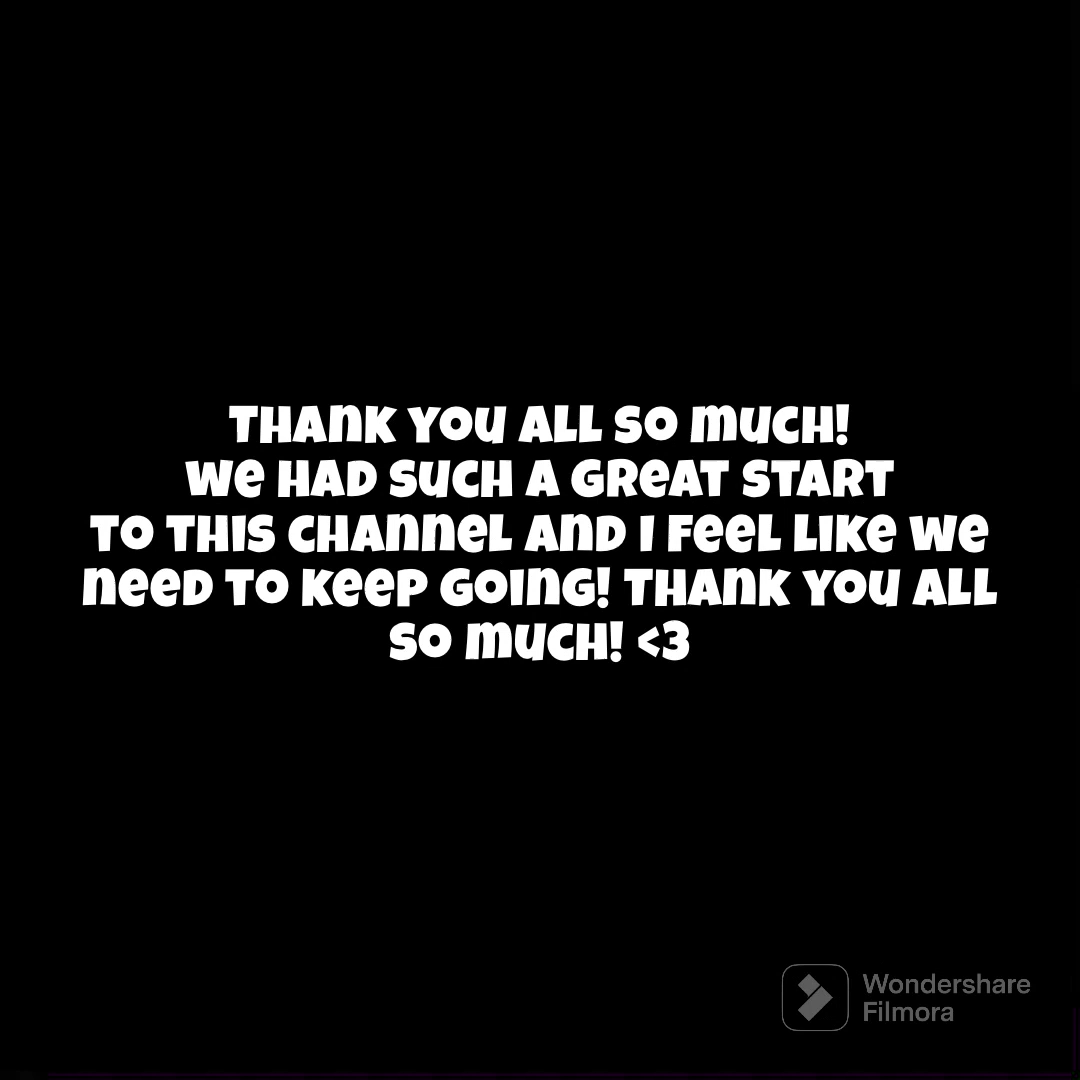 THANK YOU ALL SO MUCH!
WE HAD SUCH A GREAT START
TO THIS CHANNEL AND I FEEL LIKE WE
NEED TO KEEP GOING! THANK YOU ALL
SO MUCH! <3
Wondershare
Filmora